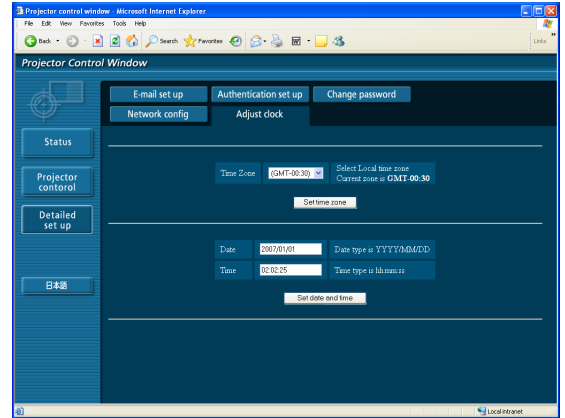 Projector control window - Microsoft Internet Explorer
File Edit View Favorites Tools Help
Back Search Favorites Links
Projector Control Window
E-mail set up Authentication set up Change password
Network config Adjust clock
Status
Projector
contorol
Detailed
set up
日本語
Time Zone (GMT-00:30) Select Local time zone
Current zone is GMT-00:30
Set time zone
Date 2007/01/01 Date type is YYYY/MM/DD
Time 02:02:25 Time type is hh:mm:ss
Set date and time
Local intranet